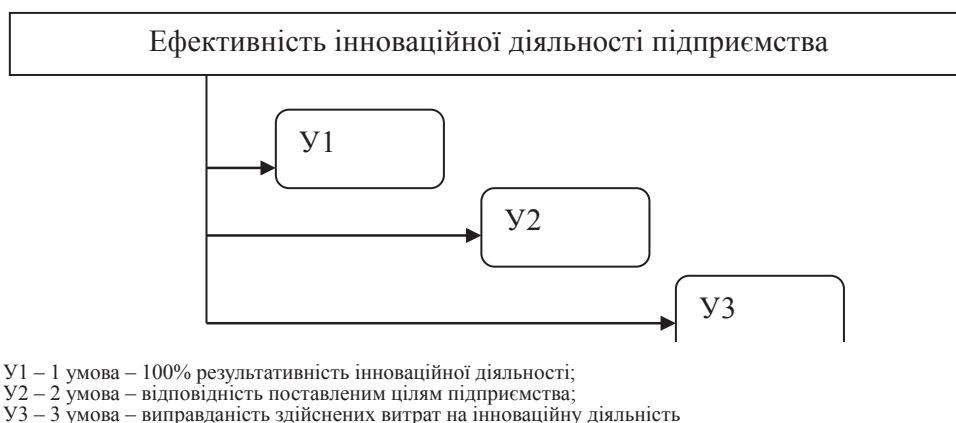 Ефективність інноваційної діяльності підприємства
У1
У2
У3
У1 – 1 умова – 100% результативність інноваційної діяльності;
У2 – 2 умова – відповідність поставленим цілям підприємства;
У3 – 3 умова – виправданість здійснених витрат на інноваційну діяльність